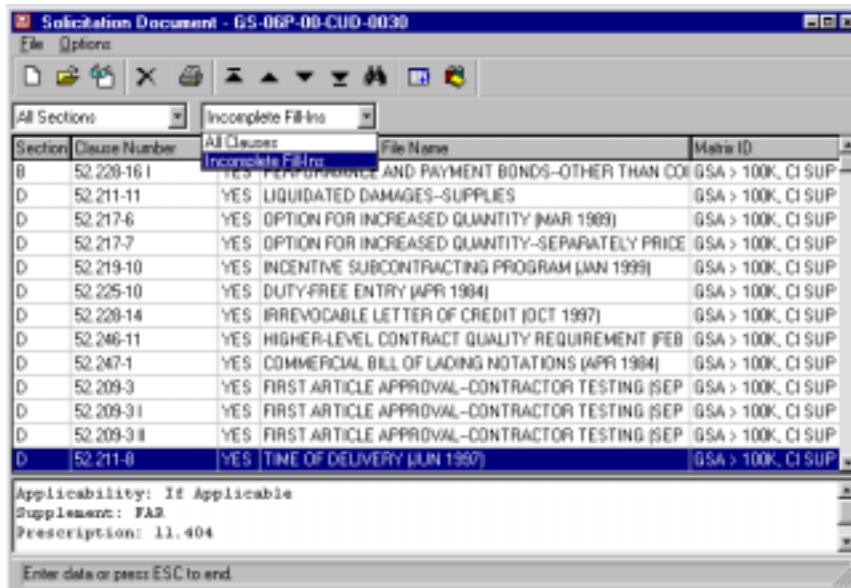 Solicitation Document - GS-06P-00-CUD-0030
File Options
All Sections Incomplete Fill-Ins
All Clauses
Incomplete Fill-Ins
Section Clause Number File Name Matrix ID
B 52.228-16 I YES PERFORMANCE AND PAYMENT BONDS--OTHER THAN CON GSA > 100K, CI SUP
D 52.211-11 YES LIQUIDATED DAMAGES--SUPPLIES GSA > 100K, CI SUP
D 52.217-6 YES OPTION FOR INCREASED QUANTITY (MAR 1989) GSA > 100K, CI SUP
D 52.217-7 YES OPTION FOR INCREASED QUANTITY--SEPARATELY PRICE GSA > 100K, CI SUP
D 52.219-10 YES INCENTIVE SUBCONTRACTING PROGRAM (JAN 1999) GSA > 100K, CI SUP
D 52.225-10 YES DUTY-FREE ENTRY (APR 1984) GSA > 100K, CI SUP
D 52.228-14 YES IRREVOCABLE LETTER OF CREDIT (OCT 1997) GSA > 100K, CI SUP
D 52.246-11 YES HIGHER-LEVEL CONTRACT QUALITY REQUIREMENT (FEB GSA > 100K, CI SUP
D 52.247-1 YES COMMERCIAL BILL OF LADING NOTATIONS (APR 1984) GSA > 100K, CI SUP
D 52.209-3 YES FIRST ARTICLE APPROVAL--CONTRACTOR TESTING (SEP GSA > 100K, CI SUP
D 52.209-3 I YES FIRST ARTICLE APPROVAL--CONTRACTOR TESTING (SEP GSA > 100K, CI SUP
D 52.209-3 II YES FIRST ARTICLE APPROVAL--CONTRACTOR TESTING (SEP GSA > 100K, CI SUP
D 52.211-8 YES TIME OF DELIVERY (JUN 1997) GSA > 100K, CI SUP
Applicability: If Applicable
Supplement: FAR
Prescription: 11.404
Enter data or press ESC to end.